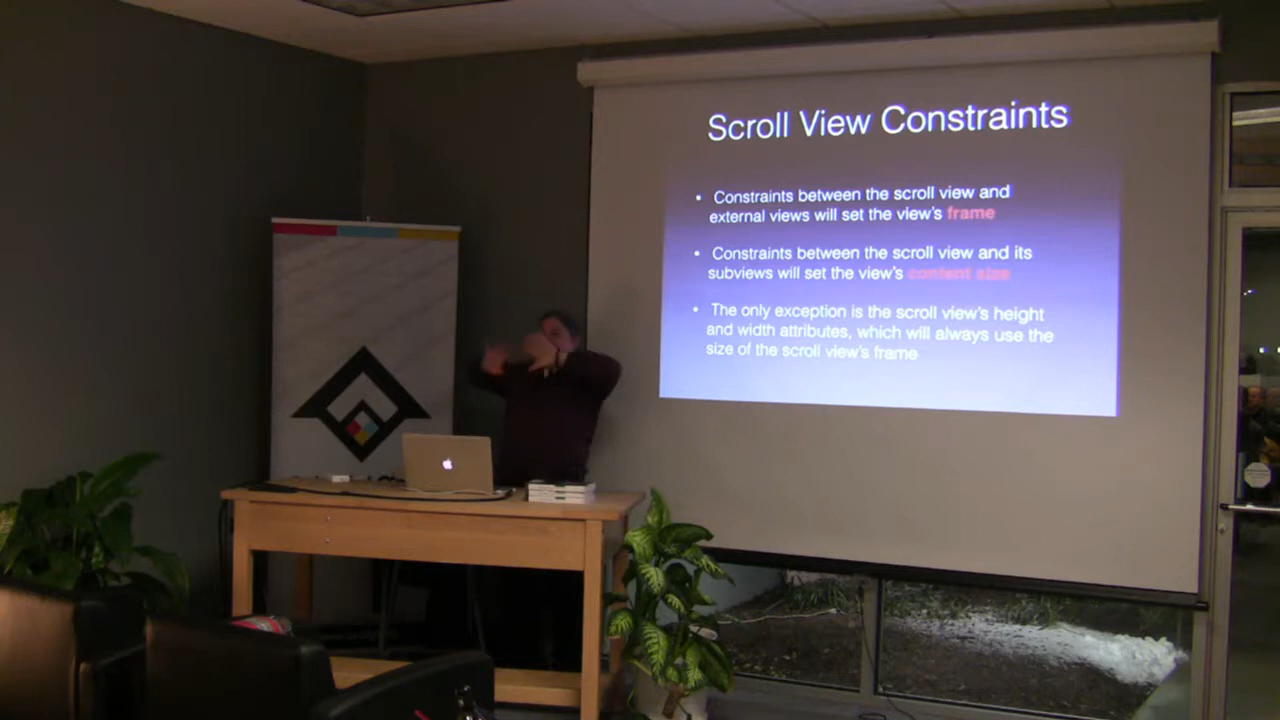 Scroll View Constraints
• Constraints between the scroll view and
external views will set the view's frame
• Constraints between the scroll view and its
subviews will set the view's content size
• The only exception is the scroll view's height
and width attributes, which will always use the
size of the scroll view's frame